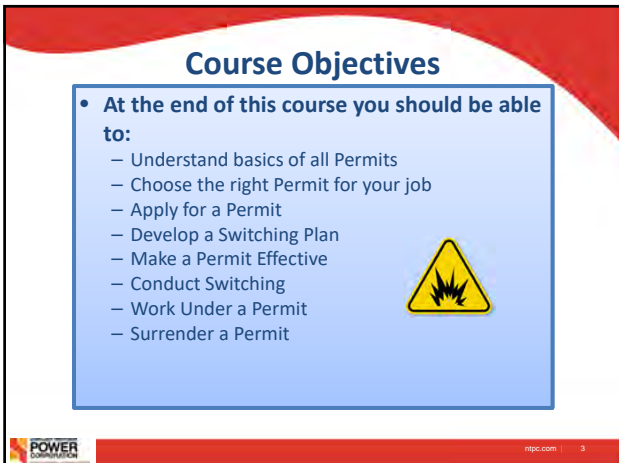 Course Objectives
• At the end of this course you should be able
to:
– Understand basics of all Permits
– Choose the right Permit for your job
– Apply for a Permit
– Develop a Switching Plan
– Make a Permit Effective
– Conduct Switching
– Work Under a Permit
– Surrender a Permit
POWER
CORPORATION
ntpc.com | 3